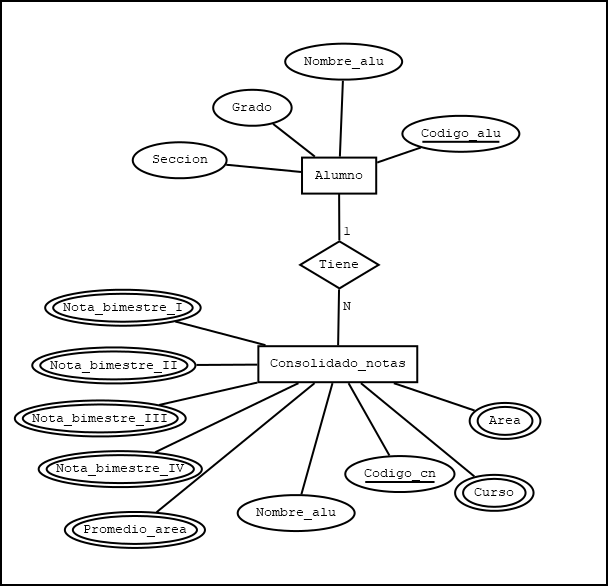 Nombre_alu
Grado
Codigo_alu
Seccion
Alumno
1
Tiene
N
Nota_bimestre_I
Nota_bimestre_II
Consolidado_notas
Nota_bimestre_III
Area
Nota_bimestre_IV
Codigo_cn
Curso
Nombre_alu
Promedio_area